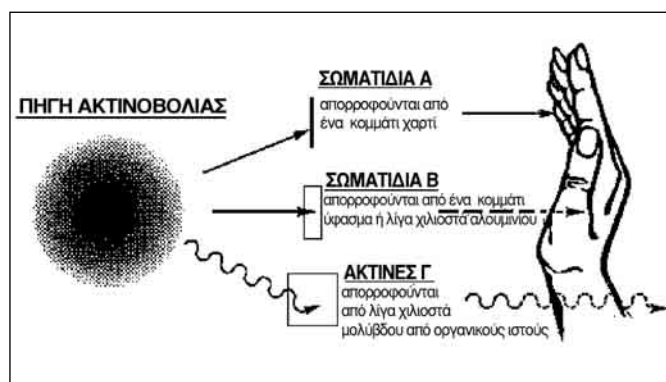 ΠΗΓΗ ΑΚΤΙΝΟΒΟΛΙΑΣ
ΣΩΜΑΤΙΔΙΑ Α
απορροφούνται από
ένα κομμάτι χαρτί
ΣΩΜΑΤΙΔΙΑ Β
απορροφούνται από ένα κομμάτι
ύφασμα ή λίγα χιλιοστά αλουμινίου
ΑΚΤΙΝΕΣ Γ
απορροφούνται
από λίγα χιλιοστά
μολύβδου από οργανικούς ιστούς